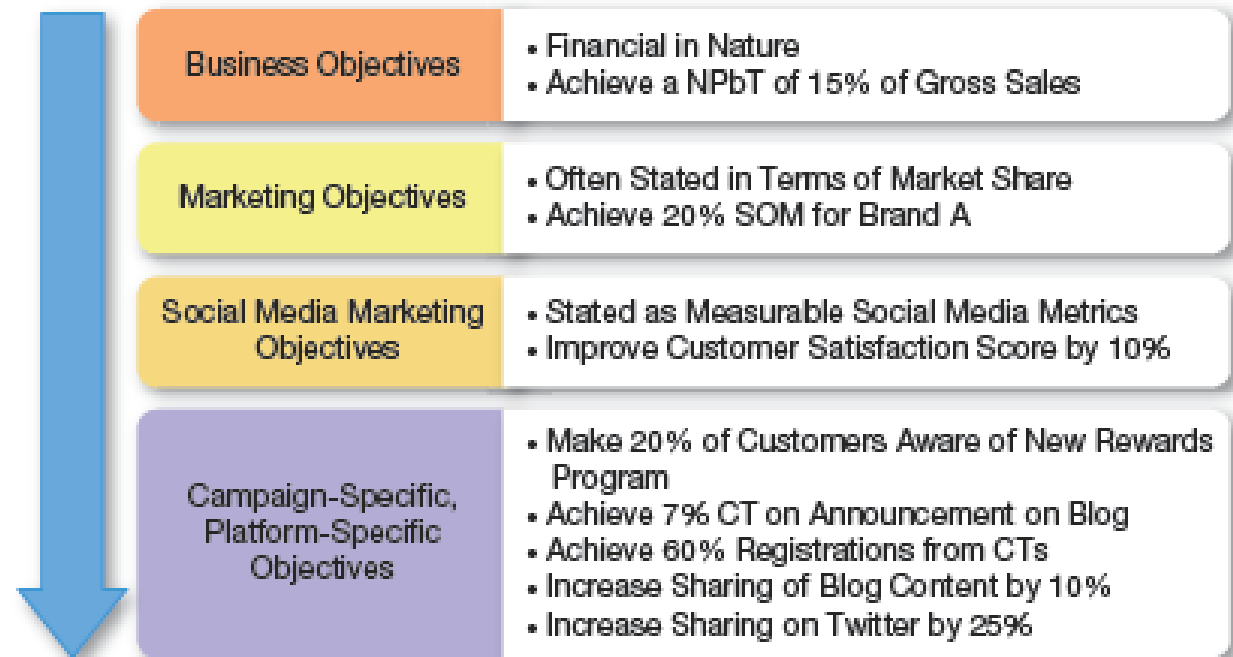 Business Objectives
• Financial in Nature
• Achieve a NPbT of 15% of Gross Sales
Marketing Objectives
• Often Stated in Terms of Market Share
• Achieve 20% SOM for Brand A
Social Media Marketing
Objectives
• Stated as Measurable Social Media Metrics
• Improve Customer Satisfaction Score by 10%
Campaign-Specific,
Platform-Specific
Objectives
• Make 20% of Customers Aware of New Rewards
Program
• Achieve 7% CT on Announcement on Blog
• Achieve 60% Registrations from CTs
• Increase Sharing of Blog Content by 10%
• Increase Sharing on Twitter by 25%